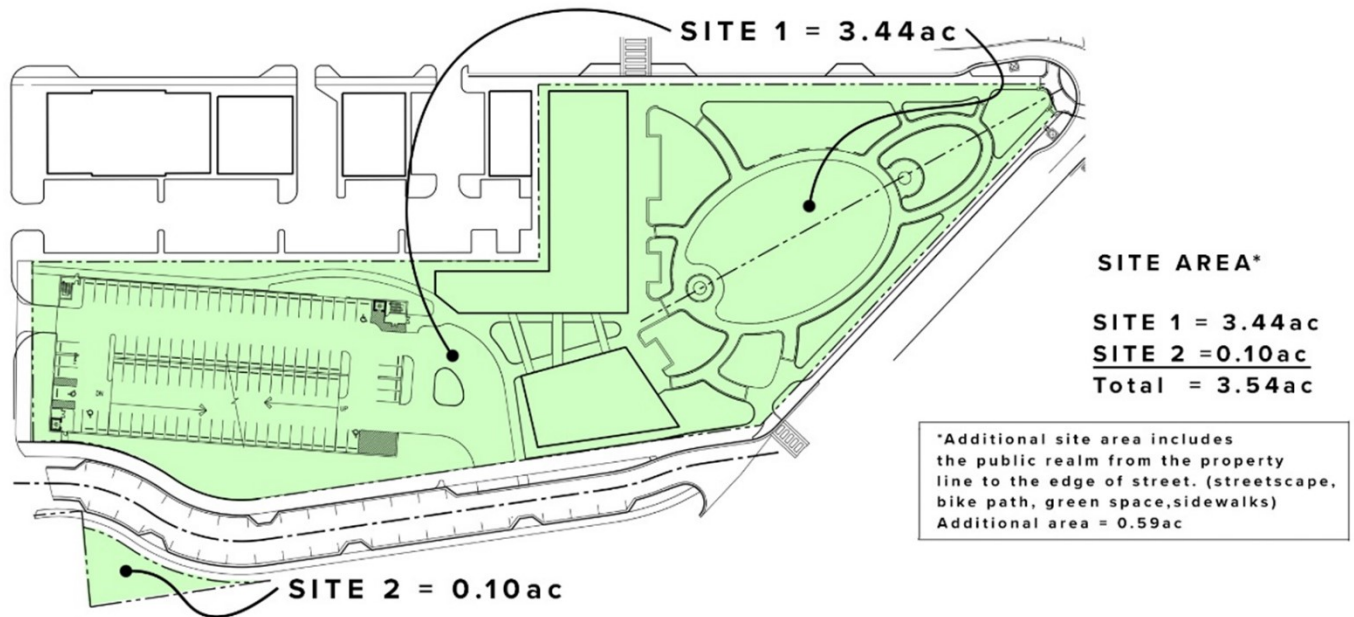 SITE 1 = 3.44ac
SITE AREA*
SITE 1 = 3.44ac
SITE 2 =0.10ac
Total = 3.54ac
*Additional site area includes
the public realm from the property
line to the edge of street. (streetscape,
bike path, green space,sidewalks)
Additional area = 0.59ac
DN
UP
SITE 2 = 0.10ac